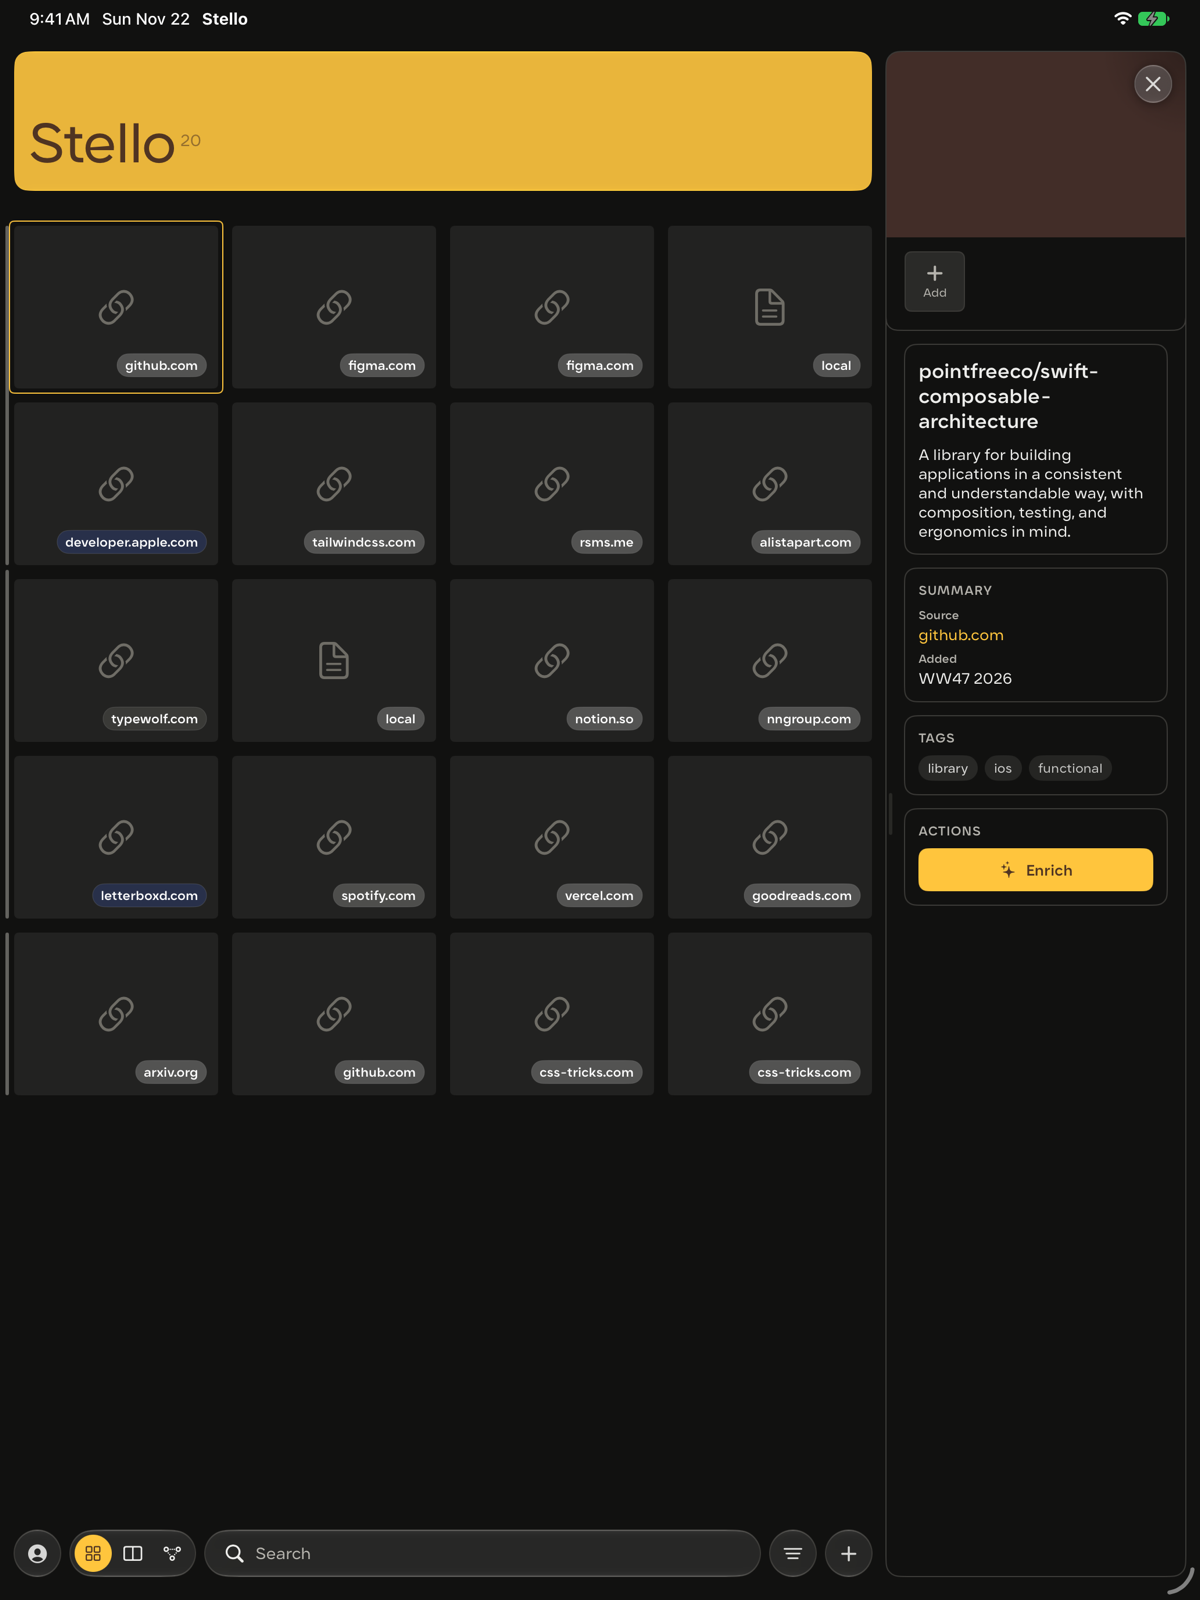 9:41 AM Sun Nov 22 Stello
Stello 20
github.com
figma.com
figma.com
local
developer.apple.com
tailwindcss.com
rsms.me
alistapart.com
typewolf.com
local
notion.so
nngroup.com
letterboxd.com
spotify.com
vercel.com
goodreads.com
arxiv.org
github.com
css-tricks.com
css-tricks.com
Search
Add
pointfreeco/swift-
composable-
architecture
A library for building
applications in a consistent
and understandable way, with
composition, testing, and
ergonomics in mind.
SUMMARY
Source
github.com
Added
WW47 2026
TAGS
library ios functional
ACTIONS
Enrich